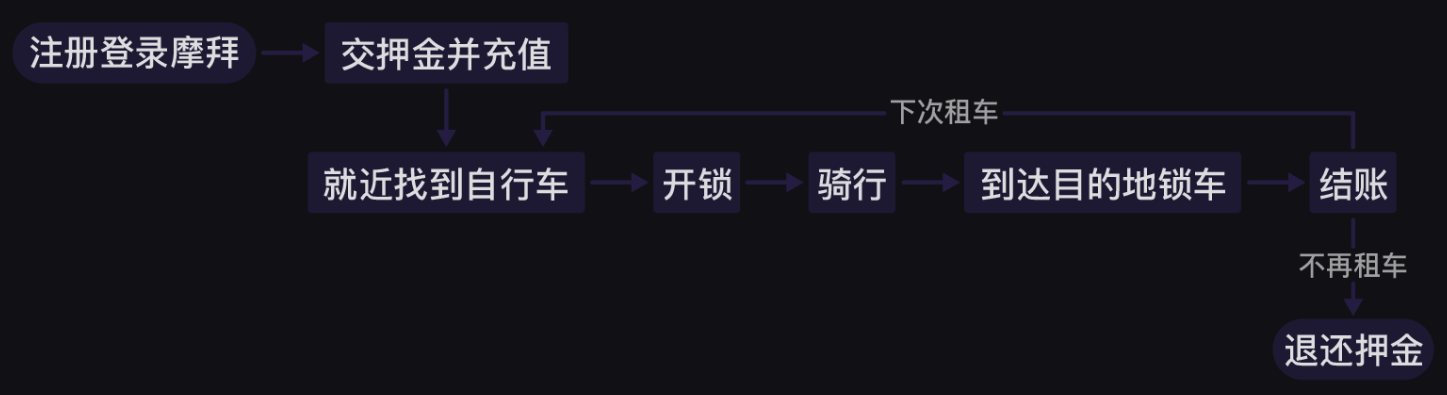 注册登录摩拜
交押金并充值
下次租车
就近找到自行车
开锁
骑行
到达目的地锁车
结账
不再租车
退还押金